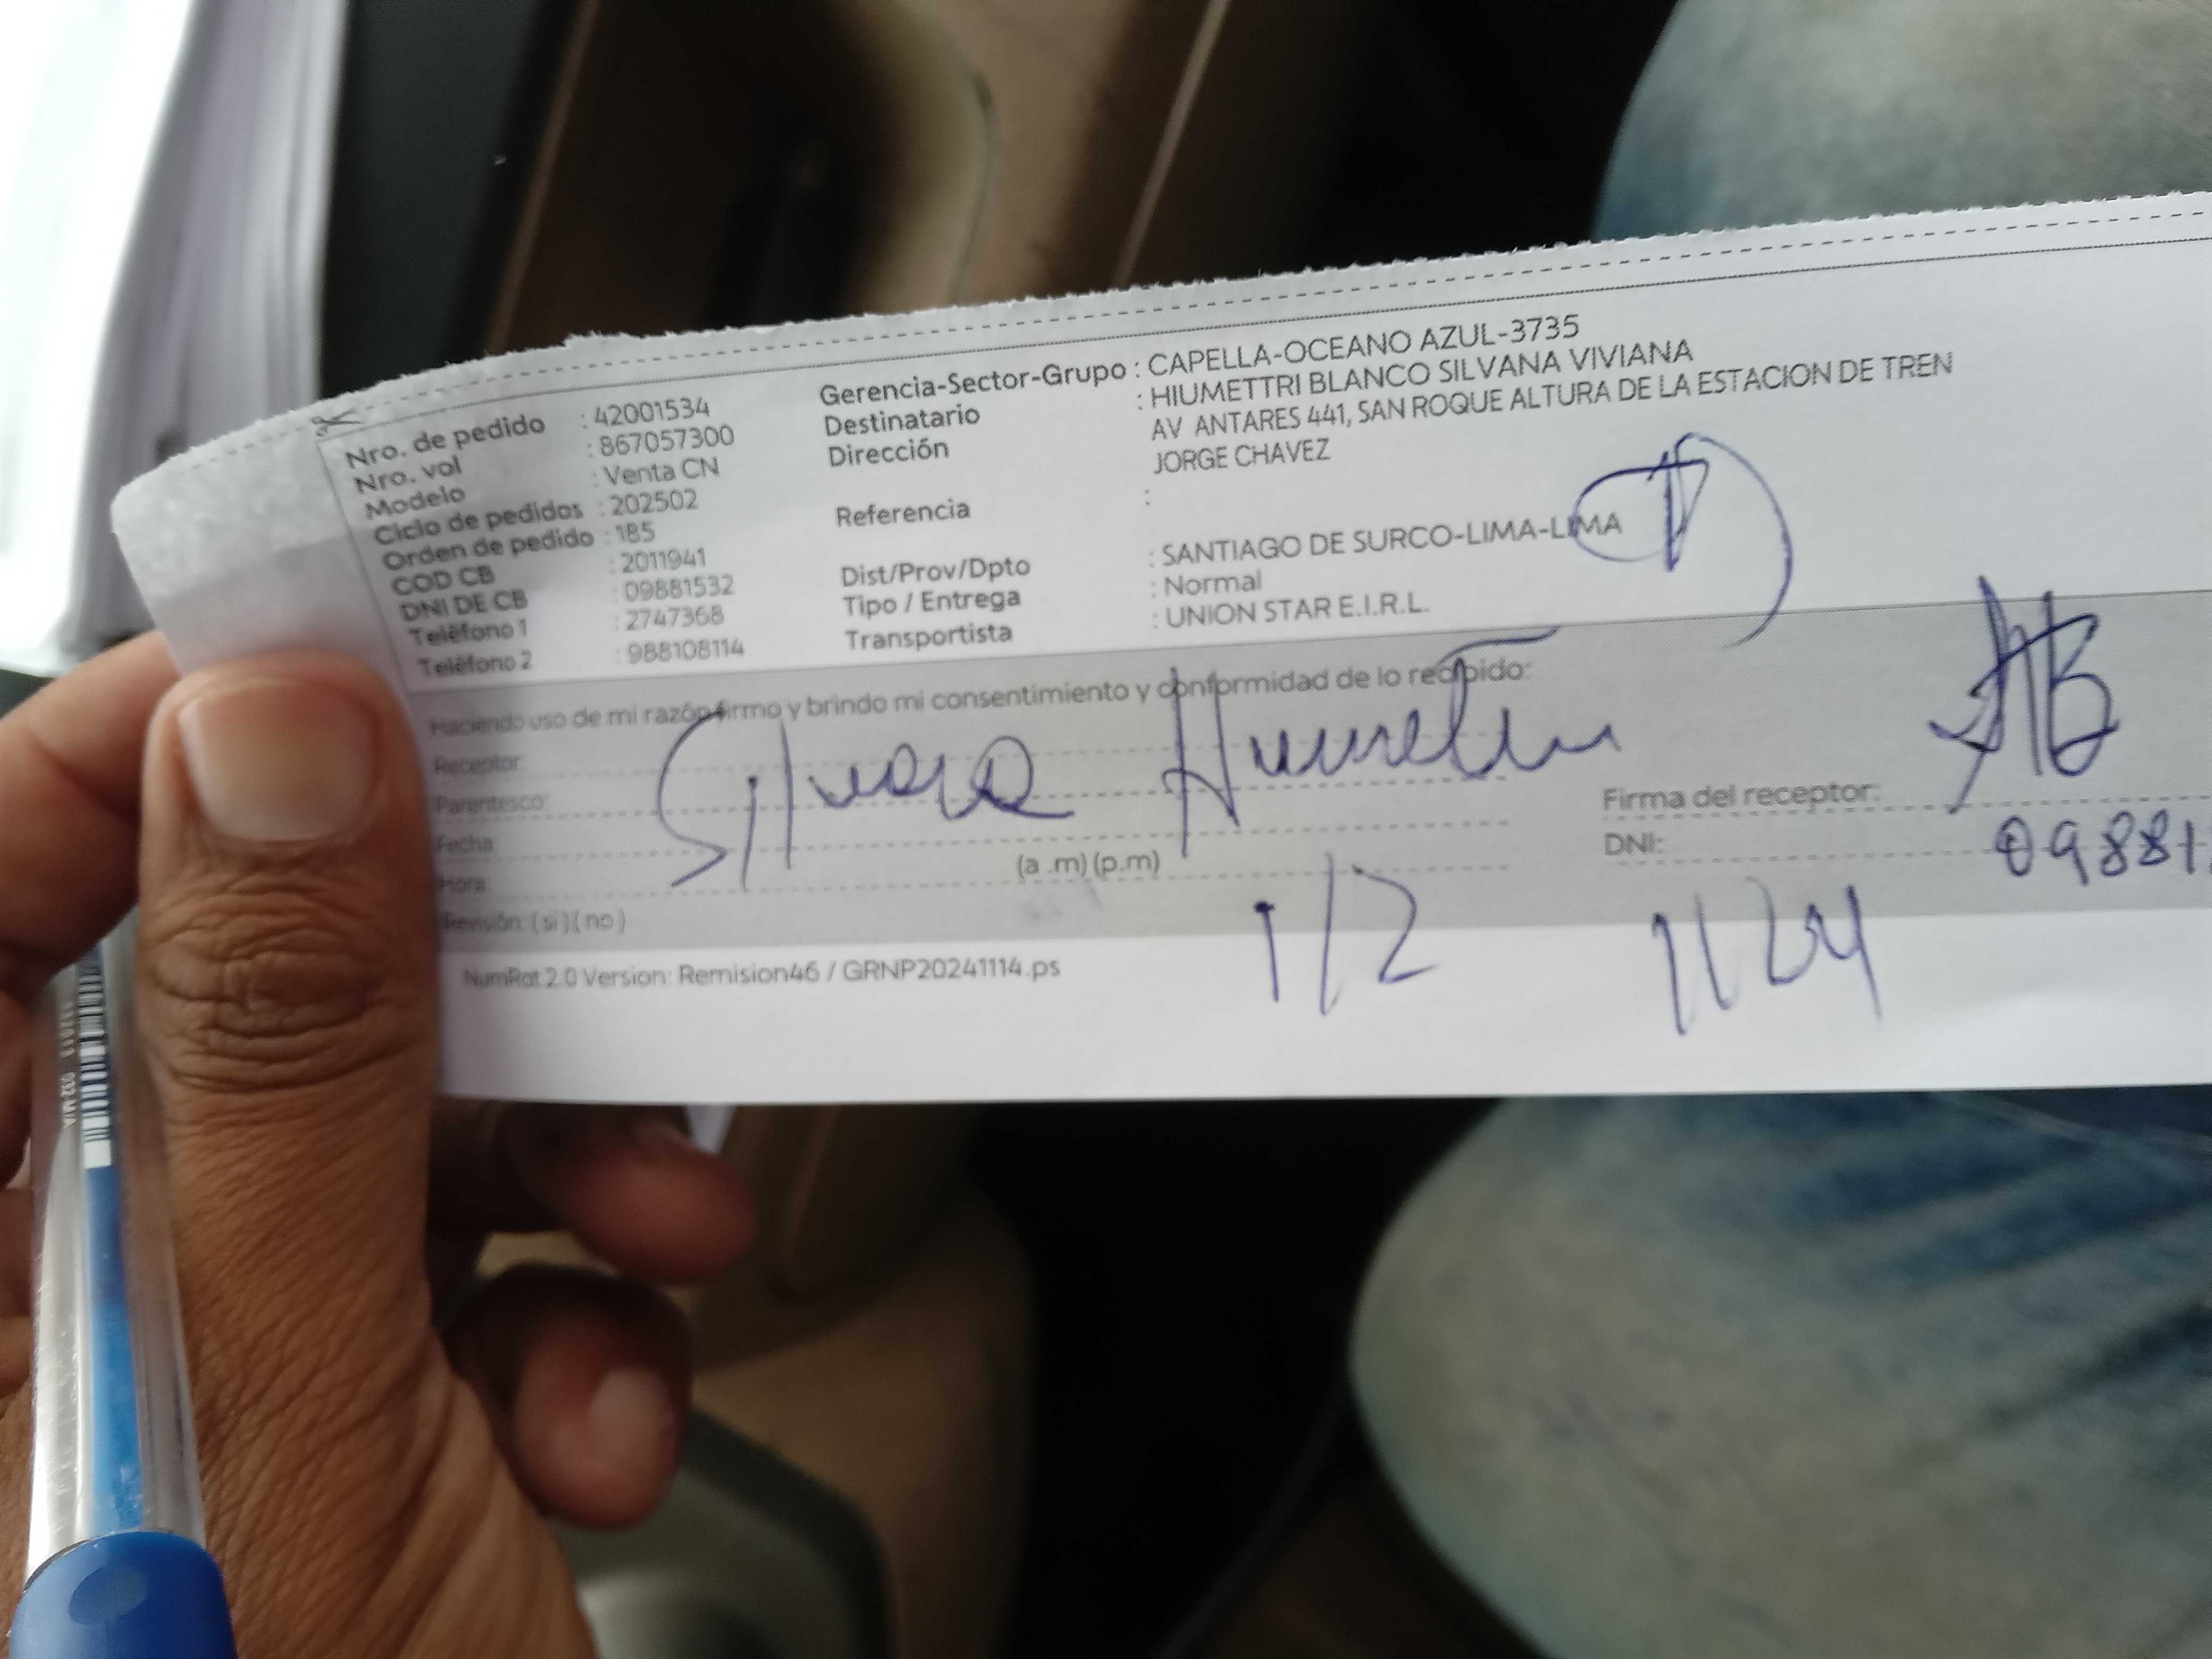 Nro. de pedido : 42001534
Nro. vol : 867057300
Modelo : Venta CN
Ciclo de pedidos : 202502
Orden de pedido : 185
COD CB : 2011941
DNI DE CB : 09881532
Teléfono 1 : 2747368
Teléfono 2 : 988108114
Gerencia-Sector-Grupo : CAPELLA-OCEANO AZUL-3735
Destinatario : HIUMETTRI BLANCO SILVANA VIVIANA
Dirección AV ANTARES 441, SAN ROQUE ALTURA DE LA ESTACION DE TREN
JORGE CHAVEZ
Referencia :
Dist/Prov/Dpto : SANTIAGO DE SURCO-LIMA-LIMA
Tipo / Entrega : Normal
Transportista : UNION STAR E.I.R.L.
Haciendo uso de mi razón firmo y brindo mi consentimiento y conformidad de lo recibido:
Receptor:
Parentesco:
Fecha:
Hora: (a .m) (p.m)
Revisión: ( si ) ( no )
Firma del receptor:
DNI: 09881
NumRot 2.0 Version: Remision46 / GRNP20241114.ps